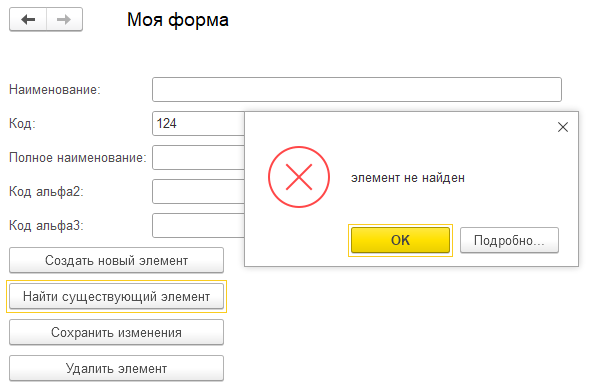 Моя форма
Наименование:
Код: 124
Полное наименование:
Код альфа2:
Код альфа3:
элемент не найден
OK Подробно...
Создать новый элемент
Найти существующий элемент
Сохранить изменения
Удалить элемент